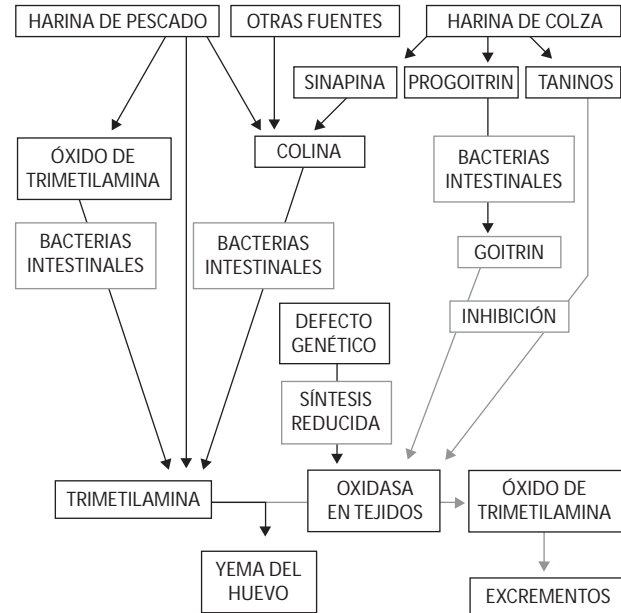 HARINA DE PESCADO
OTRAS FUENTES
HARINA DE COLZA
SINAPINA
PROGOITRIN
TANINOS
ÓXIDO DE
TRIMETILAMINA
COLINA
BACTERIAS
INTESTINALES
BACTERIAS
INTESTINALES
BACTERIAS
INTESTINALES
GOITRIN
INHIBICIÓN
DEFECTO
GENÉTICO
SÍNTESIS
REDUCIDA
TRIMETILAMINA
OXIDASA
EN TEJIDOS
ÓXIDO DE
TRIMETILAMINA
YEMA DEL
HUEVO
EXCREMENTOS